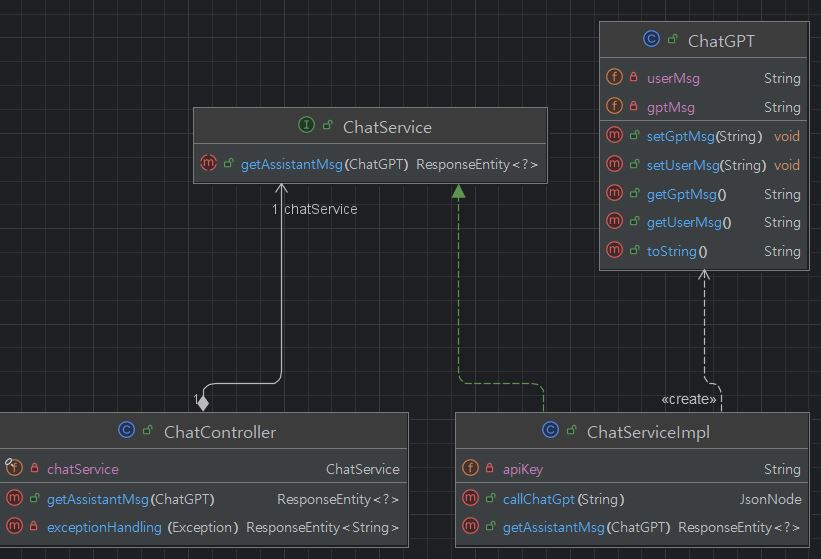 ChatGPT
userMsg String
gptMsg String
setGptMsg(String) void
setUserMsg(String) void
getGptMsg() String
getUserMsg() String
toString() String
ChatService
getAssistantMsg(ChatGPT) ResponseEntity<?>
1 chatService
1
«create»
ChatController
chatService ChatService
getAssistantMsg(ChatGPT) ResponseEntity<?>
exceptionHandling (Exception) ResponseEntity<String>
ChatServiceImpl
apiKey String
callChatGpt(String) JsonNode
getAssistantMsg(ChatGPT) ResponseEntity<?>